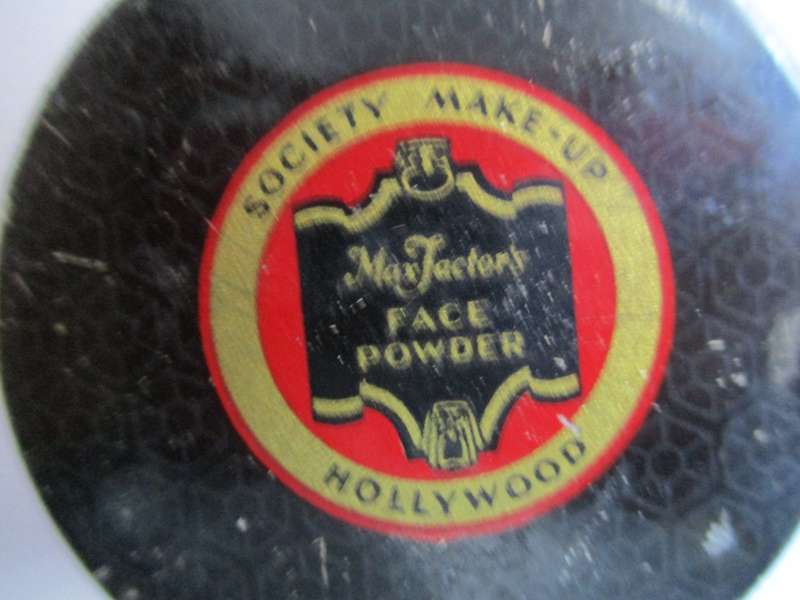 SOCIETY MAKE-UP
Max Factor's
FACE
POWDER
HOLLYWOOD